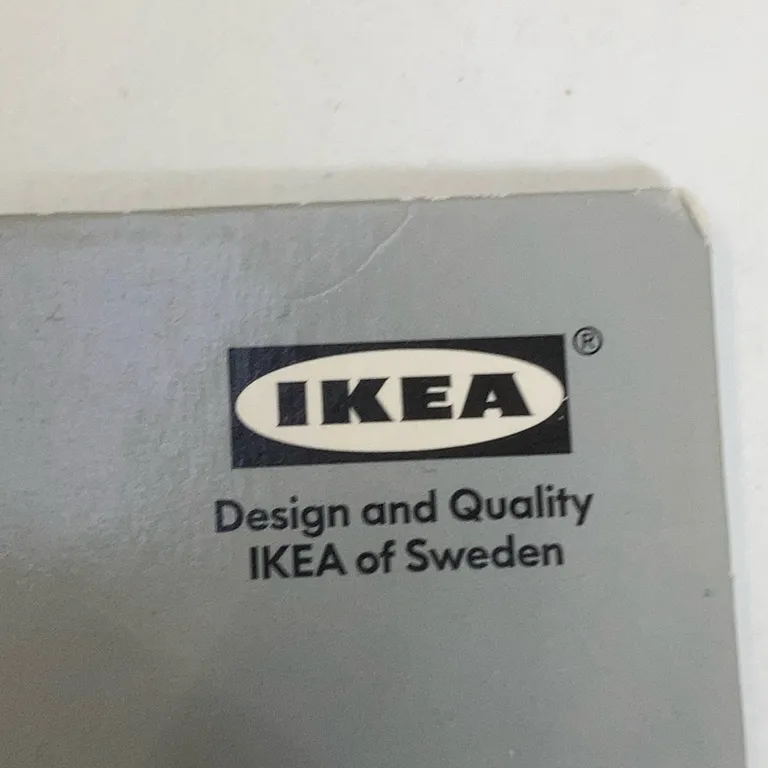 IKEA®
Design and Quality
IKEA of Sweden